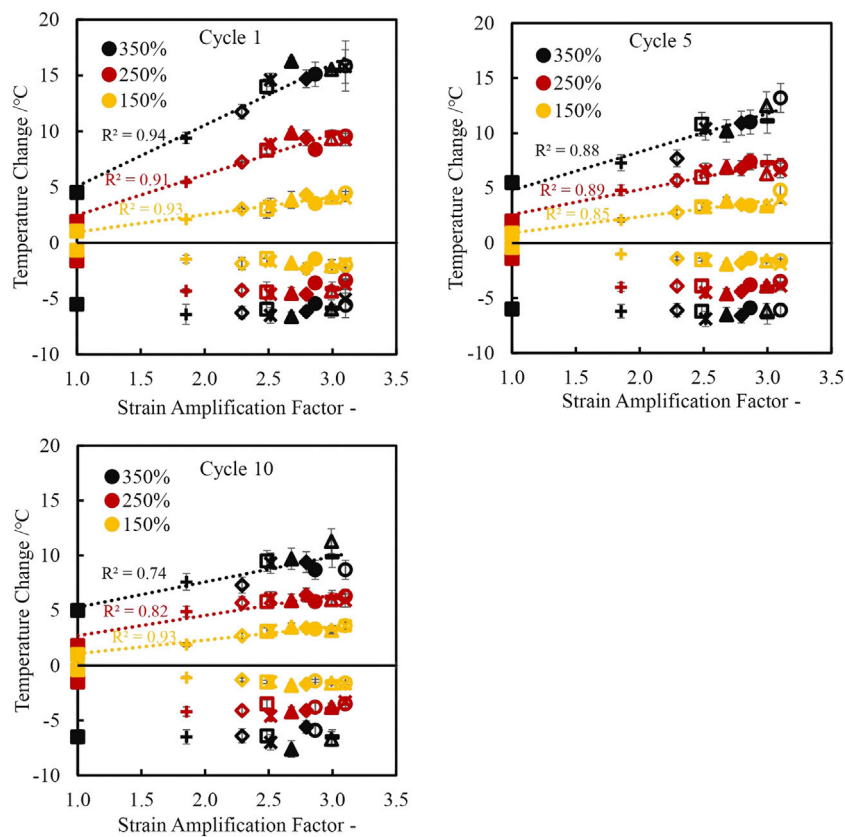 20
15
10
5
0
-5
-10
Temperature Change /°C
Cycle 1
350%
250%
150%
R² = 0.94
R² = 0.91
R² = 0.93
1.0 1.5 2.0 2.5 3.0 3.5
Strain Amplification Factor -
20
15
10
5
0
-5
-10
Temperature Change /°C
Cycle 5
350%
250%
150%
R² = 0.88
R² = 0.89
R² = 0.85
1.0 1.5 2.0 2.5 3.0 3.5
Strain Amplification Factor -
20
15
10
5
0
-5
-10
Temperature Change /°C
Cycle 10
350%
250%
150%
R² = 0.74
R² = 0.82
R² = 0.93
1.0 1.5 2.0 2.5 3.0 3.5
Strain Amplification Factor -